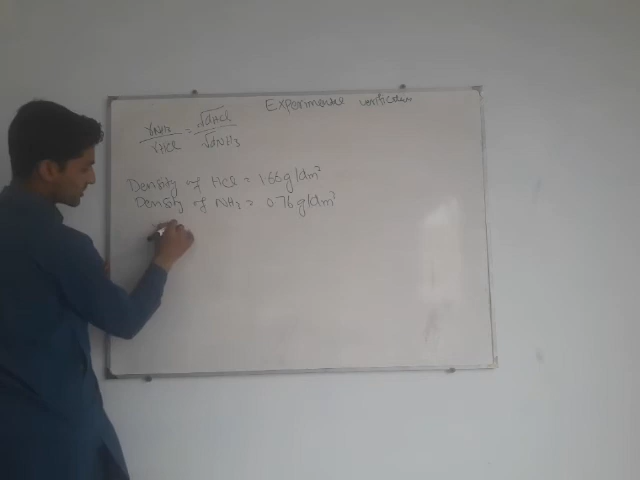 Experimental verification
rNH3 / rHCl = √dHCl / √dNH3
Density of HCl = 1.66 g/dm³
Density of NH3 = 0.76 g/dm³